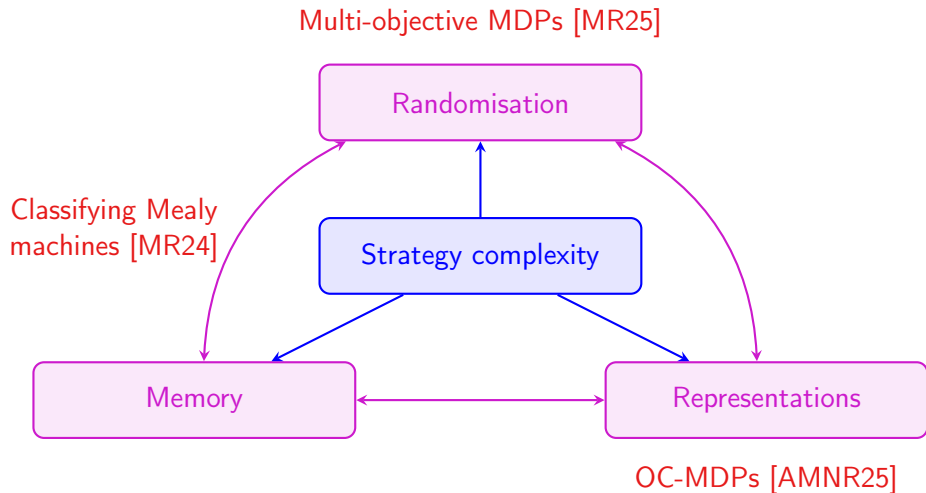 Multi-objective MDPs [MR25]
Randomisation
Classifying Mealy
machines [MR24]
Strategy complexity
Memory
Representations
OC-MDPs [AMNR25]